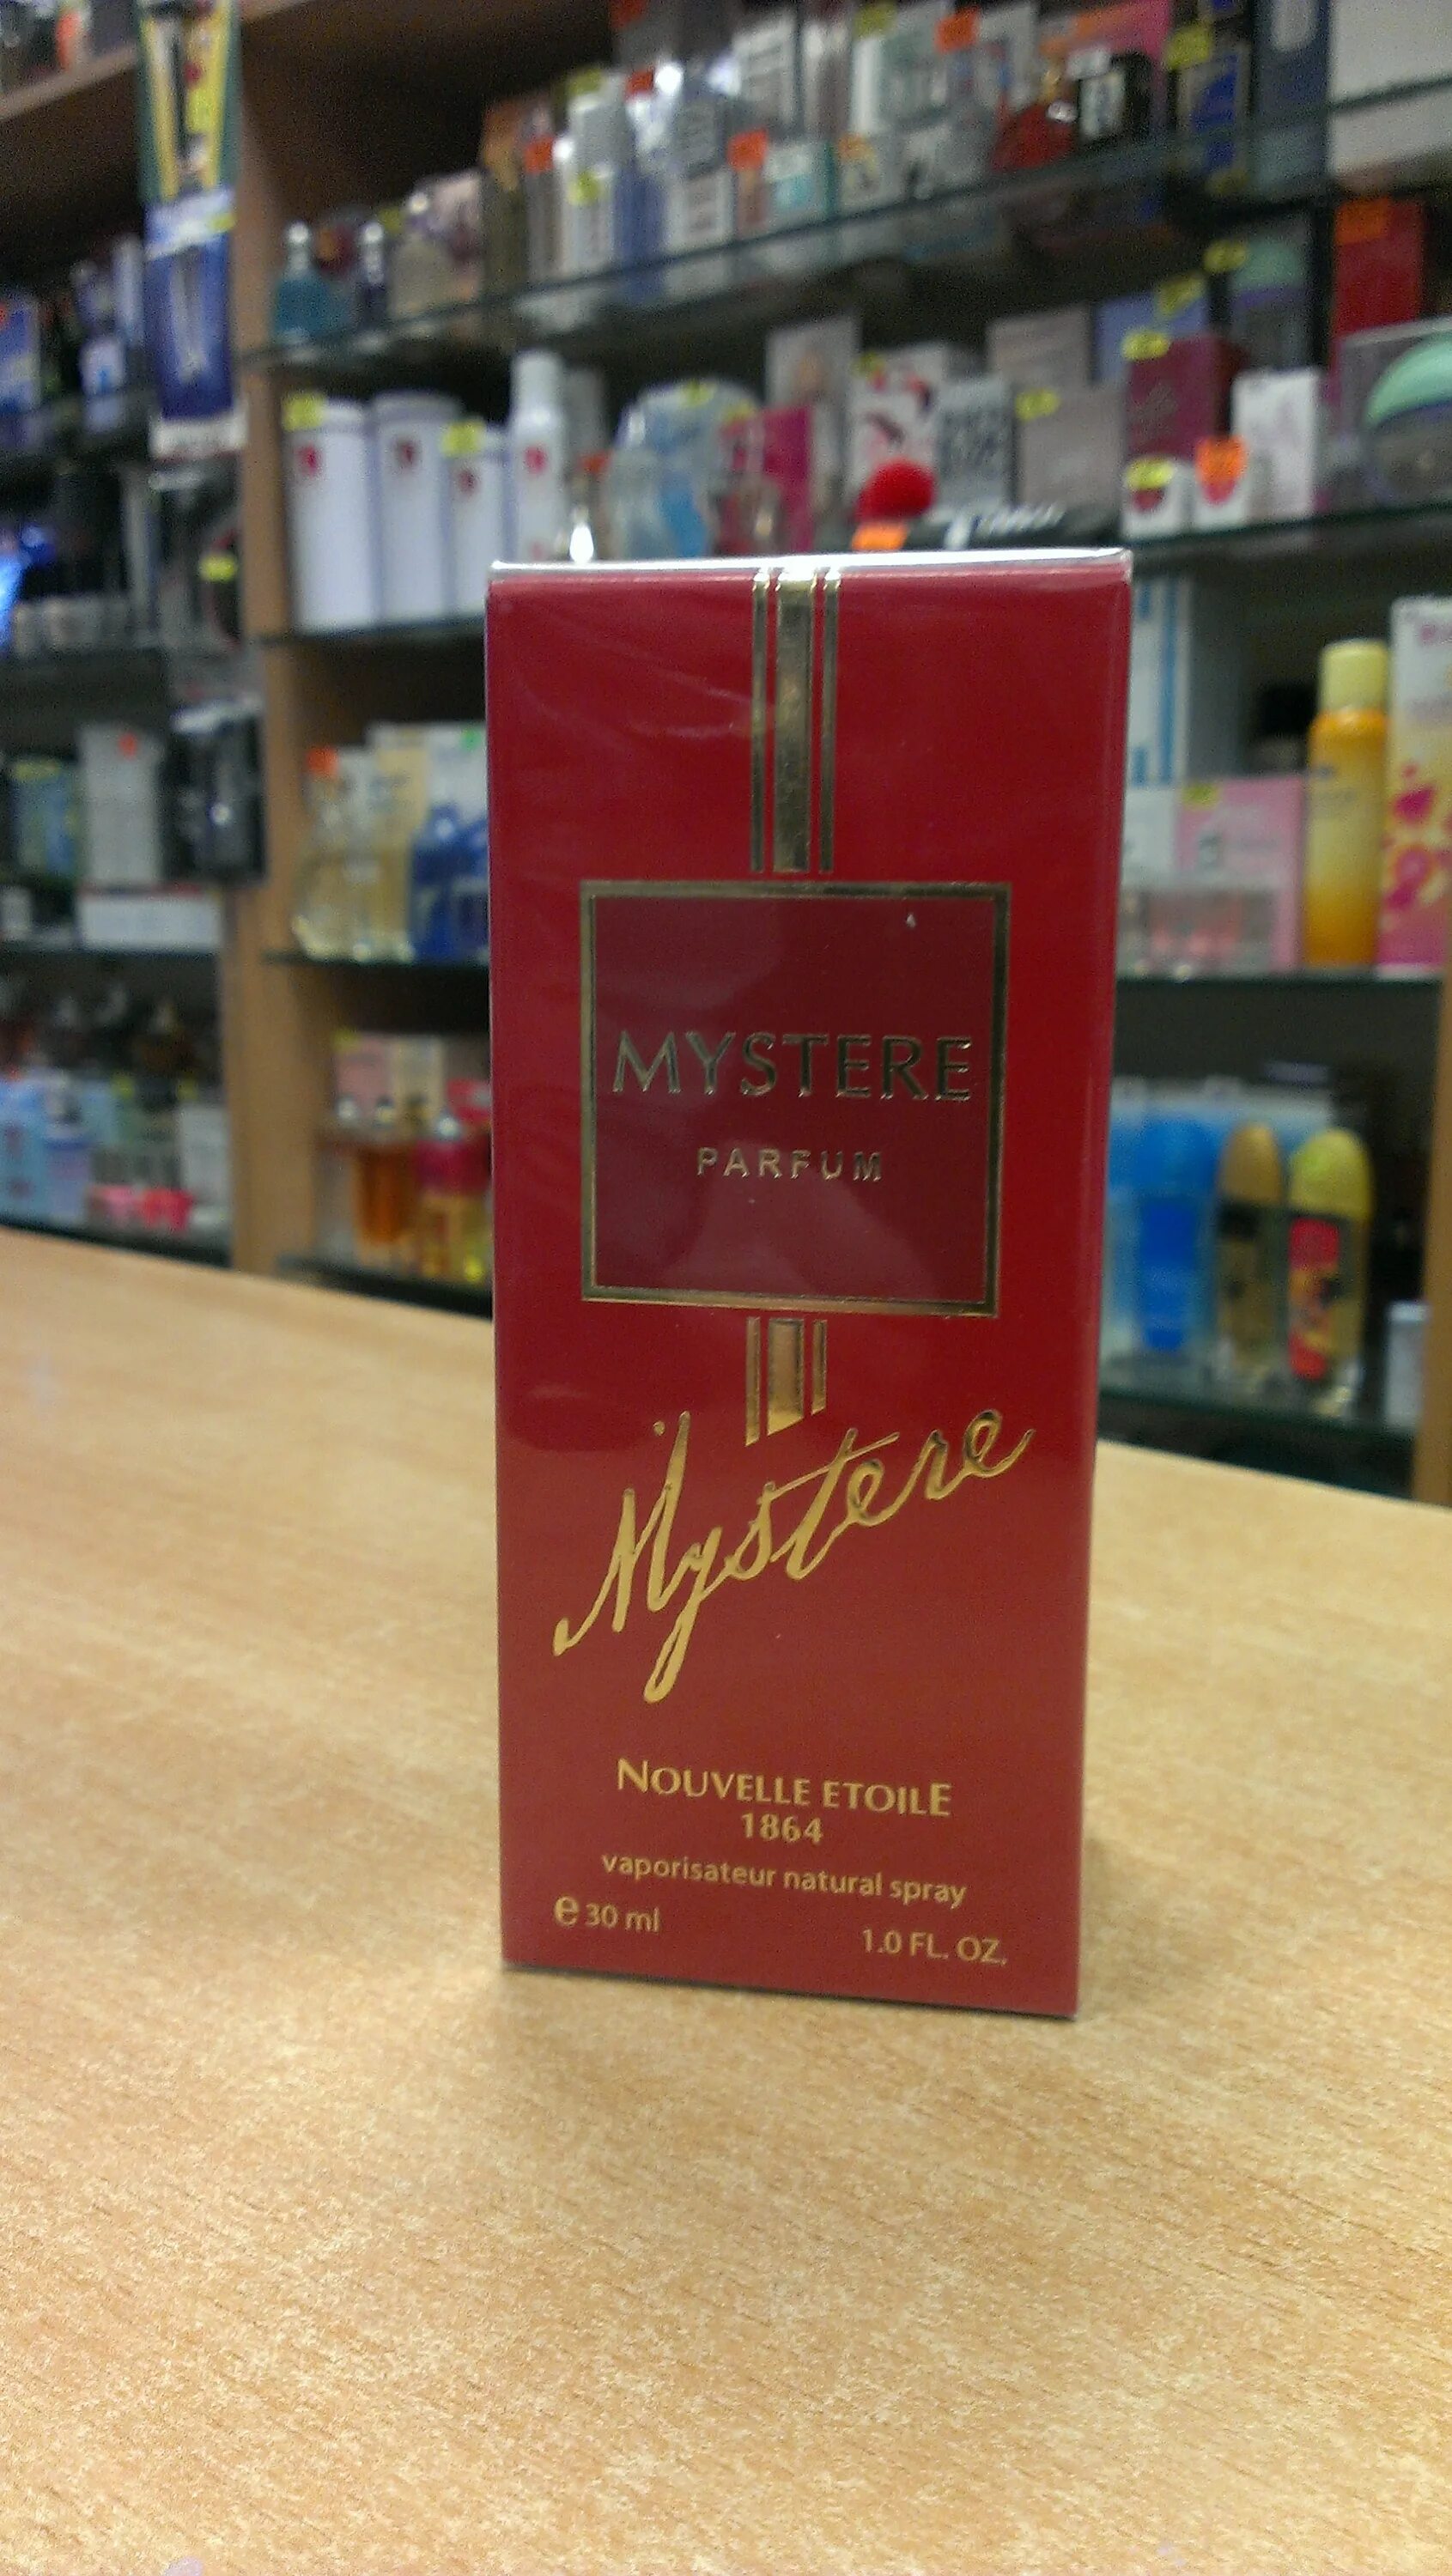 MYSTERE
PARFUM
Mystere
NOUVELLE ETOILE
1864
vaporisateur natural spray
e 30 ml 1.0 FL. OZ.